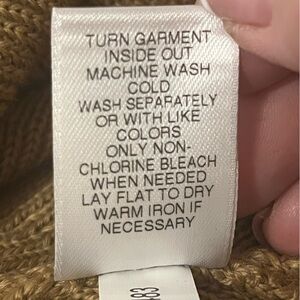 TURN GARMENT
INSIDE OUT
MACHINE WASH
COLD
WASH SEPARATELY
OR WITH LIKE
COLORS
ONLY NON-
CHLORINE BLEACH
WHEN NEEDED
LAY FLAT TO DRY
WARM IRON IF
NECESSARY